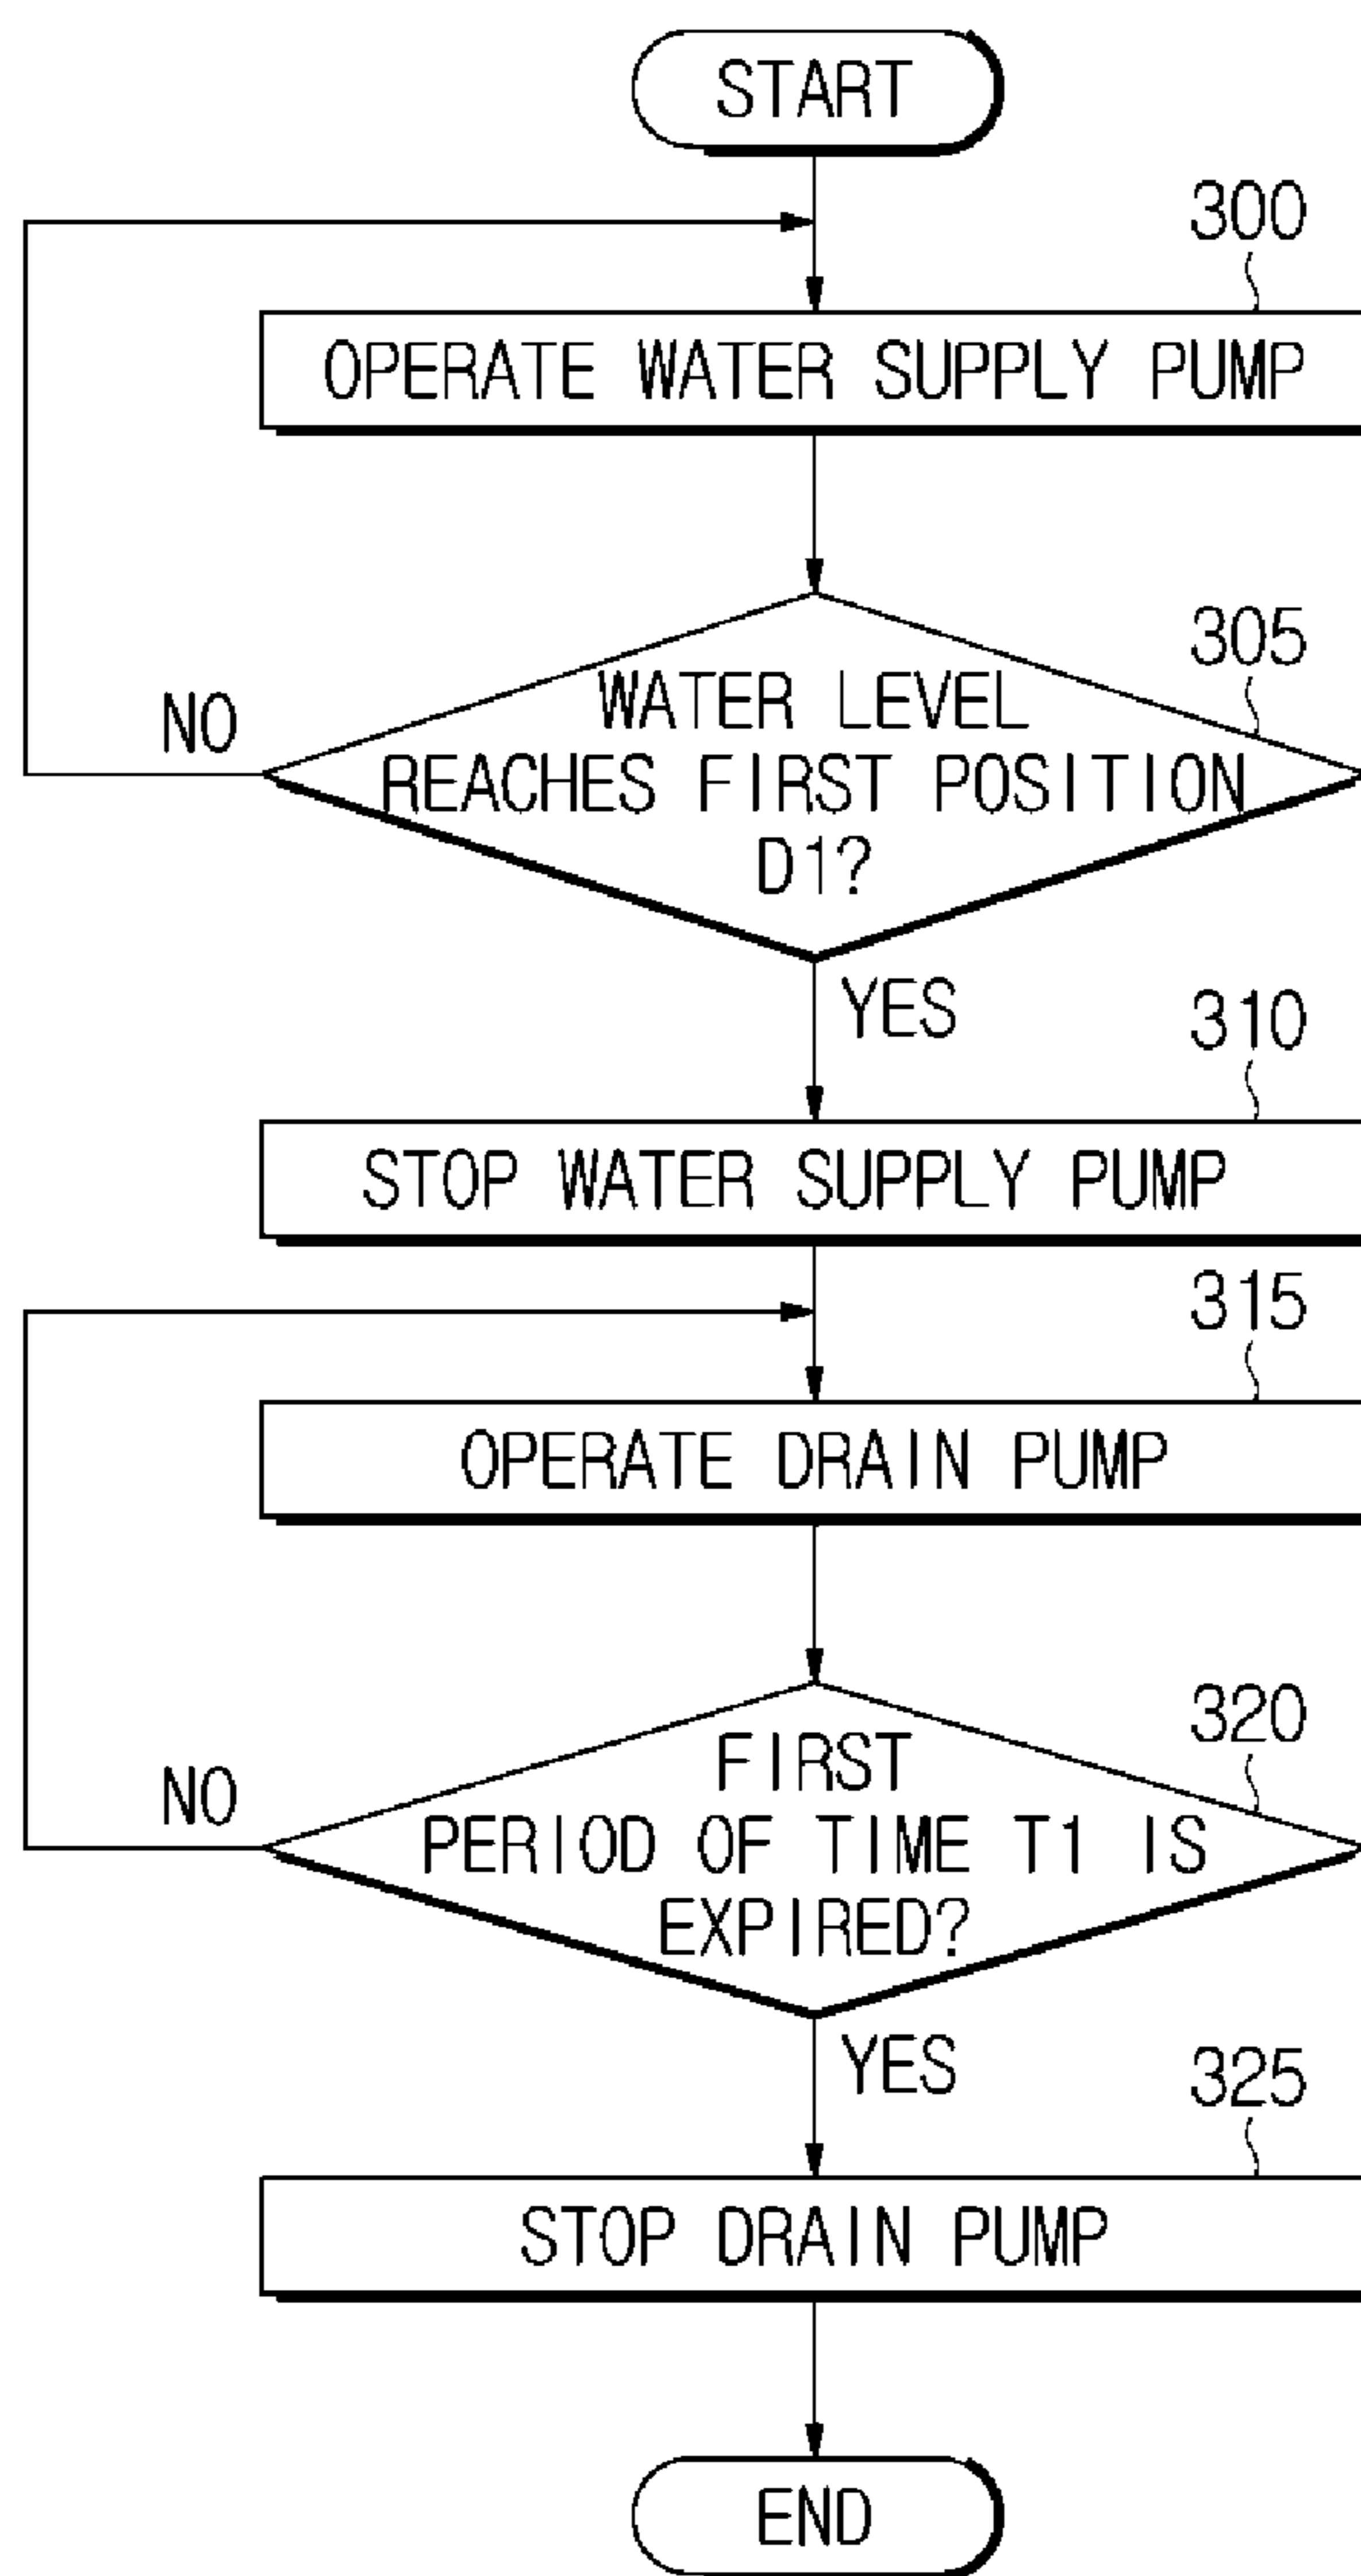 START
300
OPERATE WATER SUPPLY PUMP
305
WATER LEVEL
REACHES FIRST POSITION
D1?
NO
YES
310
STOP WATER SUPPLY PUMP
315
OPERATE DRAIN PUMP
320
FIRST
PERIOD OF TIME T1 IS
EXPIRED?
NO
YES
325
STOP DRAIN PUMP
END